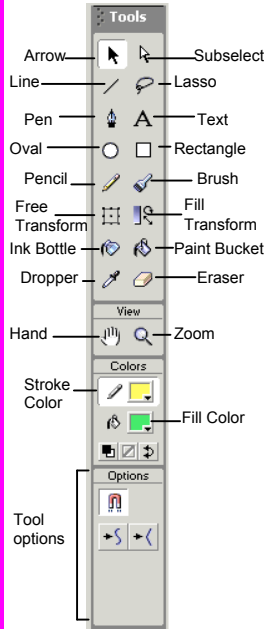 Tools
Arrow
Subselect
Line
Lasso
Pen
A
Text
Oval
Rectangle
Pencil
Brush
Free
Transform
Fill
Transform
Ink Bottle
Paint Bucket
Dropper
Eraser
View
Hand
Zoom
Colors
Stroke
Color
Fill Color
Options
Tool
options